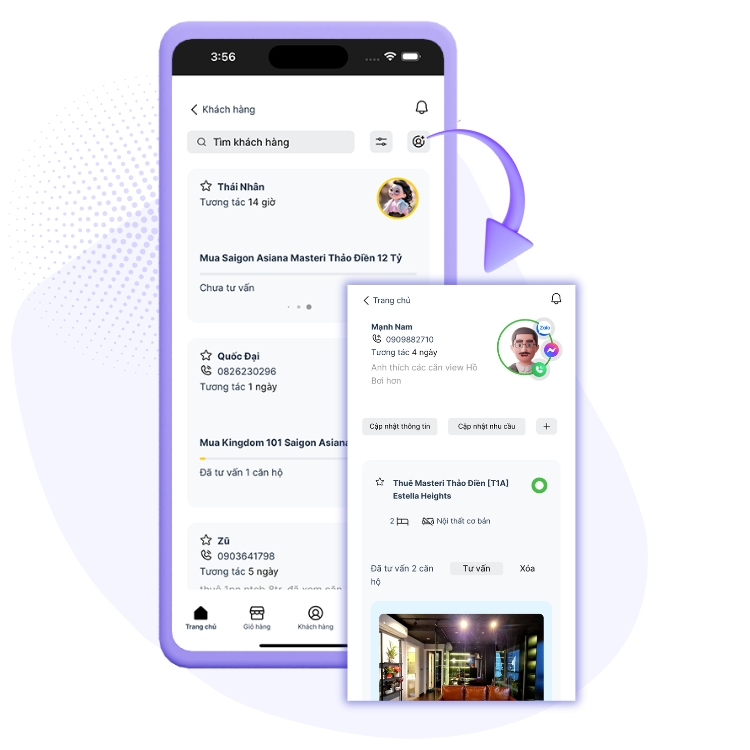 3:56
Khách hàng
Tìm khách hàng
Thái Nhân
Tương tác 14 giờ
Mua Saigon Asiana Masteri Thảo Điền 12 Tỷ
Chưa tư vấn
Quốc Đại
0826230296
Tương tác 1 ngày
Mua Kingdom 101 Saigon Asiana
Đã tư vấn 1 căn hộ
Zũ
0903641798
Tương tác 5 ngày
Trang chủ
Giỏ hàng
Khách hàng
Trang chủ
Mạnh Nam
0909882710
Tương tác 4 ngày
Anh thích các căn view Hồ
Bơi hơn
Zalo
Cập nhật thông tin
Cập nhật nhu cầu
+
Thuê Masteri Thảo Điền [T1A]
Estella Heights
2
Nội thất cơ bản
Đã tư vấn 2 căn
hộ
Tư vấn
Xóa